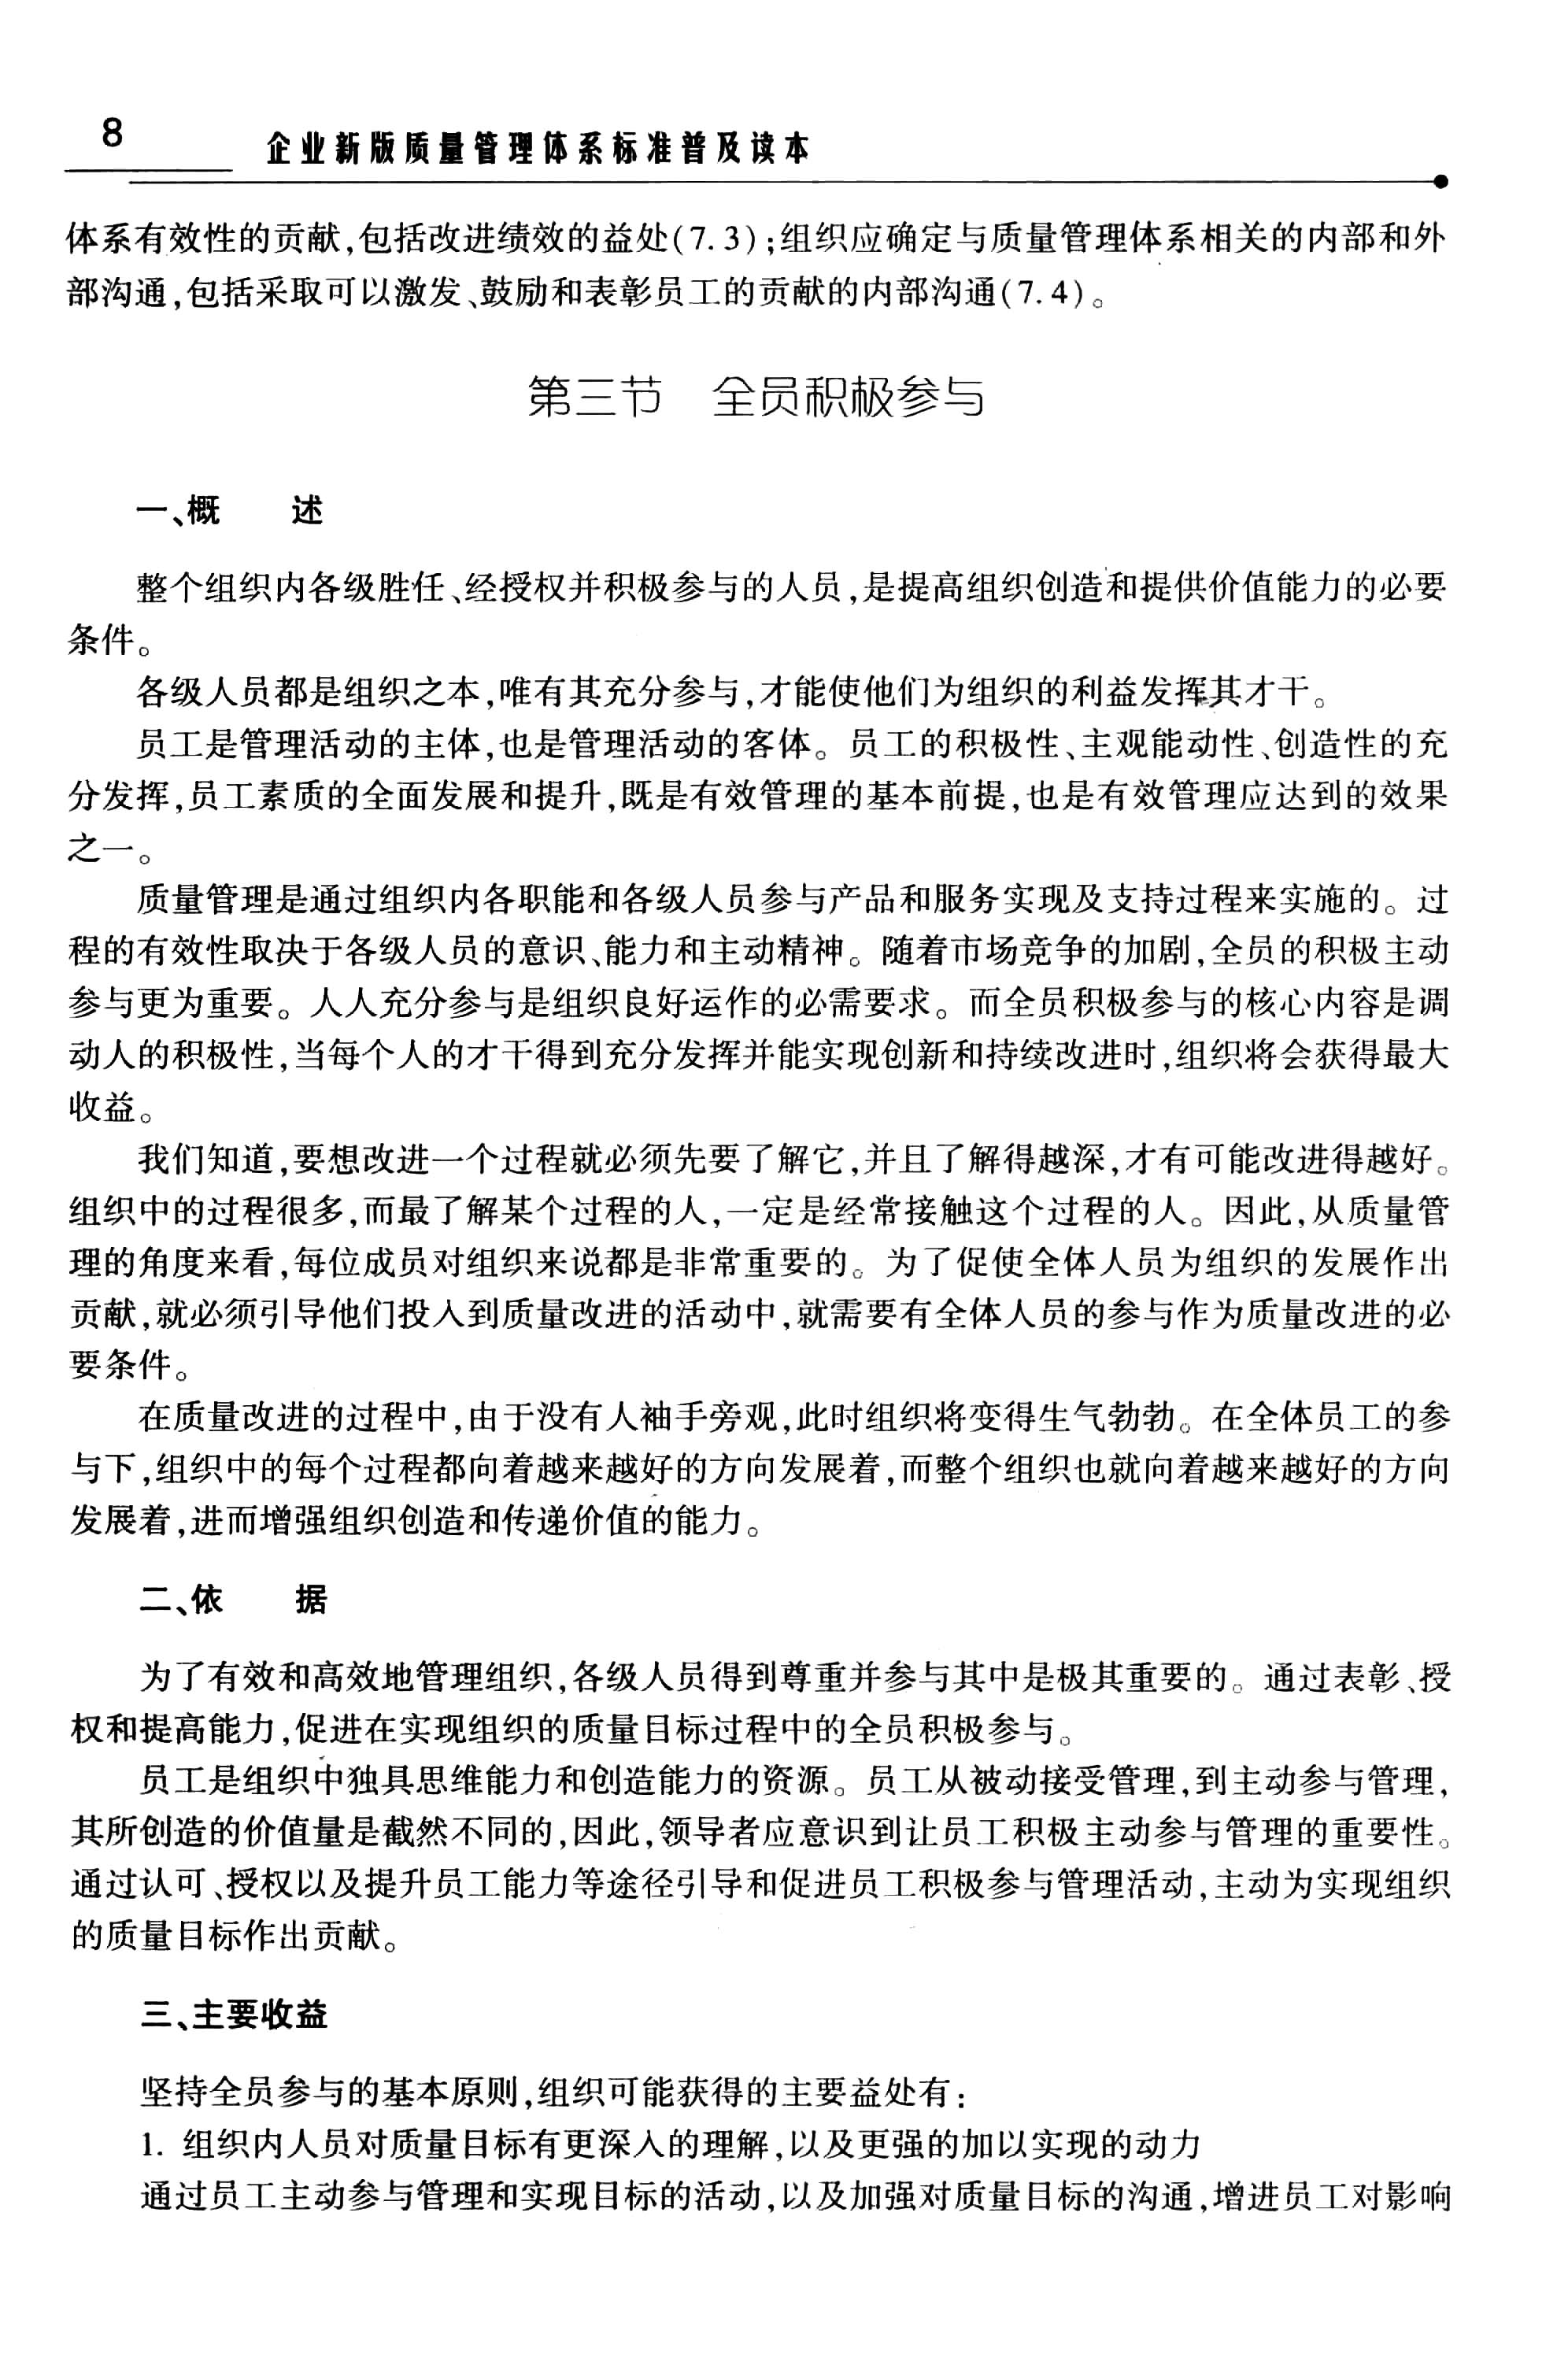 8
企业新版质量管理体系标准普及读本
体系有效性的贡献,包括改进绩效的益处(7.3);组织应确定与质量管理体系相关的内部和外
部沟通,包括采取可以激发、鼓励和表彰员工的贡献的内部沟通(7.4)。
第三节　全员积极参与
一、概　　述
整个组织内各级胜任、经授权并积极参与的人员,是提高组织创造和提供价值能力的必要
条件。
各级人员都是组织之本,唯有其充分参与,才能使他们为组织的利益发挥其才干。
员工是管理活动的主体,也是管理活动的客体。员工的积极性、主观能动性、创造性的充
分发挥,员工素质的全面发展和提升,既是有效管理的基本前提,也是有效管理应达到的效果
之一。
质量管理是通过组织内各职能和各级人员参与产品和服务实现及支持过程来实施的。过
程的有效性取决于各级人员的意识、能力和主动精神。随着市场竞争的加剧,全员的积极主动
参与更为重要。人人充分参与是组织良好运作的必需要求。而全员积极参与的核心内容是调
动人的积极性,当每个人的才干得到充分发挥并能实现创新和持续改进时,组织将会获得最大
收益。
我们知道,要想改进一个过程就必须先要了解它,并且了解得越深,才有可能改进得越好。
组织中的过程很多,而最了解某个过程的人,一定是经常接触这个过程的人。因此,从质量管
理的角度来看,每位成员对组织来说都是非常重要的。为了促使全体人员为组织的发展作出
贡献,就必须引导他们投入到质量改进的活动中,就需要有全体人员的参与作为质量改进的必
要条件。
在质量改进的过程中,由于没有人袖手旁观,此时组织将变得生气勃勃。在全体员工的参
与下,组织中的每个过程都向着越来越好的方向发展着,而整个组织也就向着越来越好的方向
发展着,进而增强组织创造和传递价值的能力。
二、依　　据
为了有效和高效地管理组织,各级人员得到尊重并参与其中是极其重要的。通过表彰、授
权和提高能力,促进在实现组织的质量目标过程中的全员积极参与。
员工是组织中独具思维能力和创造能力的资源。员工从被动接受管理,到主动参与管理,
其所创造的价值量是截然不同的,因此,领导者应意识到让员工积极主动参与管理的重要性。
通过认可、授权以及提升员工能力等途径引导和促进员工积极参与管理活动,主动为实现组织
的质量目标作出贡献。
三、主要收益
坚持全员参与的基本原则,组织可能获得的主要益处有:
1. 组织内人员对质量目标有更深入的理解,以及更强的加以实现的动力
通过员工主动参与管理和实现目标的活动,以及加强对质量目标的沟通,增进员工对影响